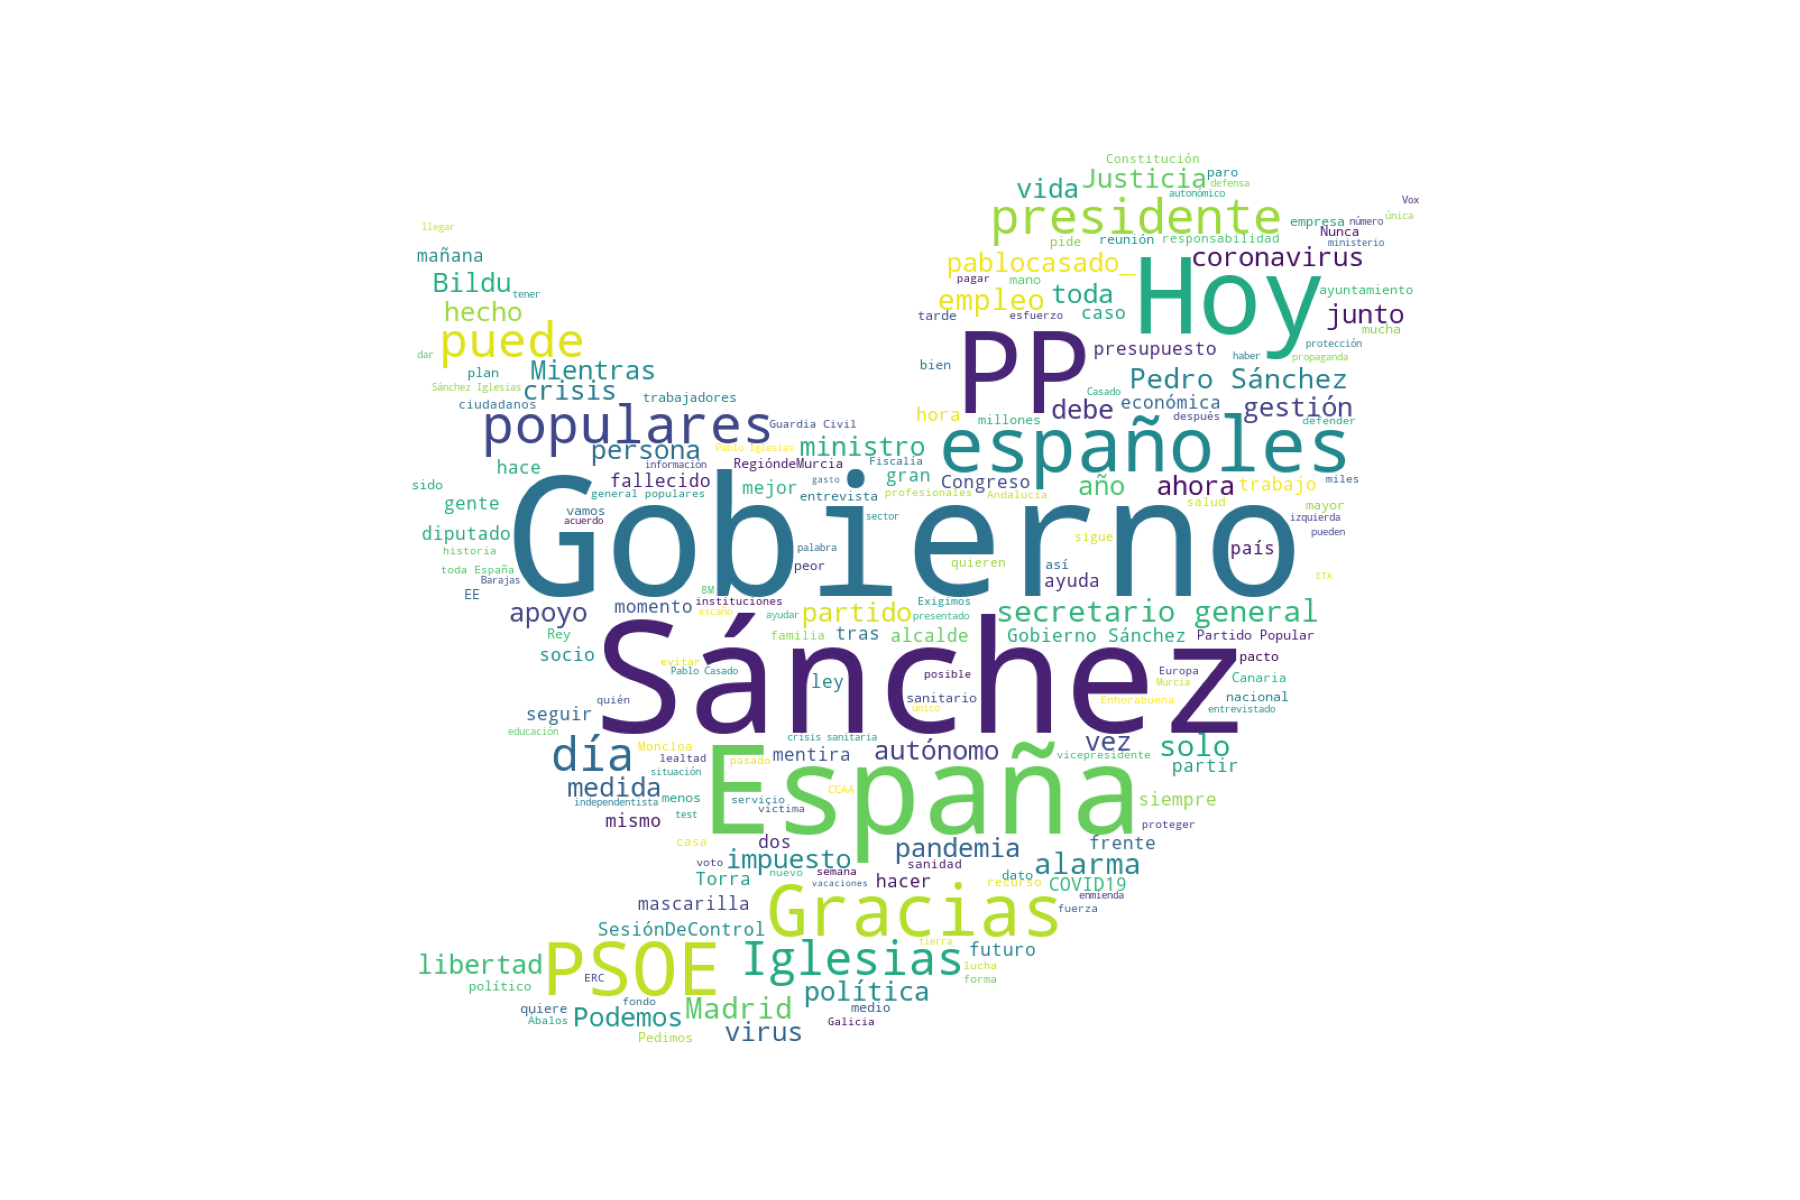 Constitución
Justicia
paro
defensa
vida
autonómico
Vox
presidente
empresa
número
única
llegar
Nunca
pide
reunión
responsabilidad
ministerio
mañana
pablocasado_
coronavirus
Bildu
pagar
mano
Hoy
tener
empleo
toda
ayuntamiento
hecho
tarde
esfuerzo
caso
junto
puede
mucha
PP
presupuesto
protección
dar
haber
propaganda
plan
Mientras
bien
Pedro Sánchez
Sánchez Iglesias
crisis
trabajadores
Casado
ciudadanos
debe
económica
gestión
populares
Guardia Civil
hora
millones
después
defender
persona
Pablo Iglesias
ministro
españoles
hace
información
RegióndeMurcia
Fiscalía
sido
fallecido
mejor
gasto
gran
Congreso
año
ahora
trabajo
miles
general populares
entrevista
profesionales
Andalucía
salud
gente
vamos
mayor
acuerdo
sector
izquierda
diputado
Gobierno
sigue
pueden
historia
palabra
país
toda España
peor
quieren
así
Barajas
ayuda
ETA
EE
8M
instituciones
Exigimos
apoyo
momento
escaño
ayudar
partido
presentado
secretario general
Rey
familia
tras
alcalde
Gobierno Sánchez
Partido Popular
socio
evitar
Sánchez
pacto
Pablo Casado
posible
Europa
Canaria
ley
Murcia
quién
sanitario
Enhorabuena
nacional
seguir
único
entrevistado
educación
crisis sanitaria
día
Moncloa
mentira
autónomo
vez
solo
lealtad
pasado
vicepresidente
partir
situación
medida
España
CCAA
independentista
menos
servicio
siempre
víctima
mismo
test
proteger
casa
dos
pandemia
frente
impuesto
voto
sanidad
alarma
Torra
nuevo
semana
dato
vacaciones
hacer
recurso
COVID19
enmienda
mascarilla
Gracias
fuerza
SesiónDeControl
tierra
futuro
libertad
PSOE
Iglesias
lucha
ERC
forma
político
política
fondo
quiere
Madrid
medio
Ábalos
Podemos
Galicia
virus
Pedimos